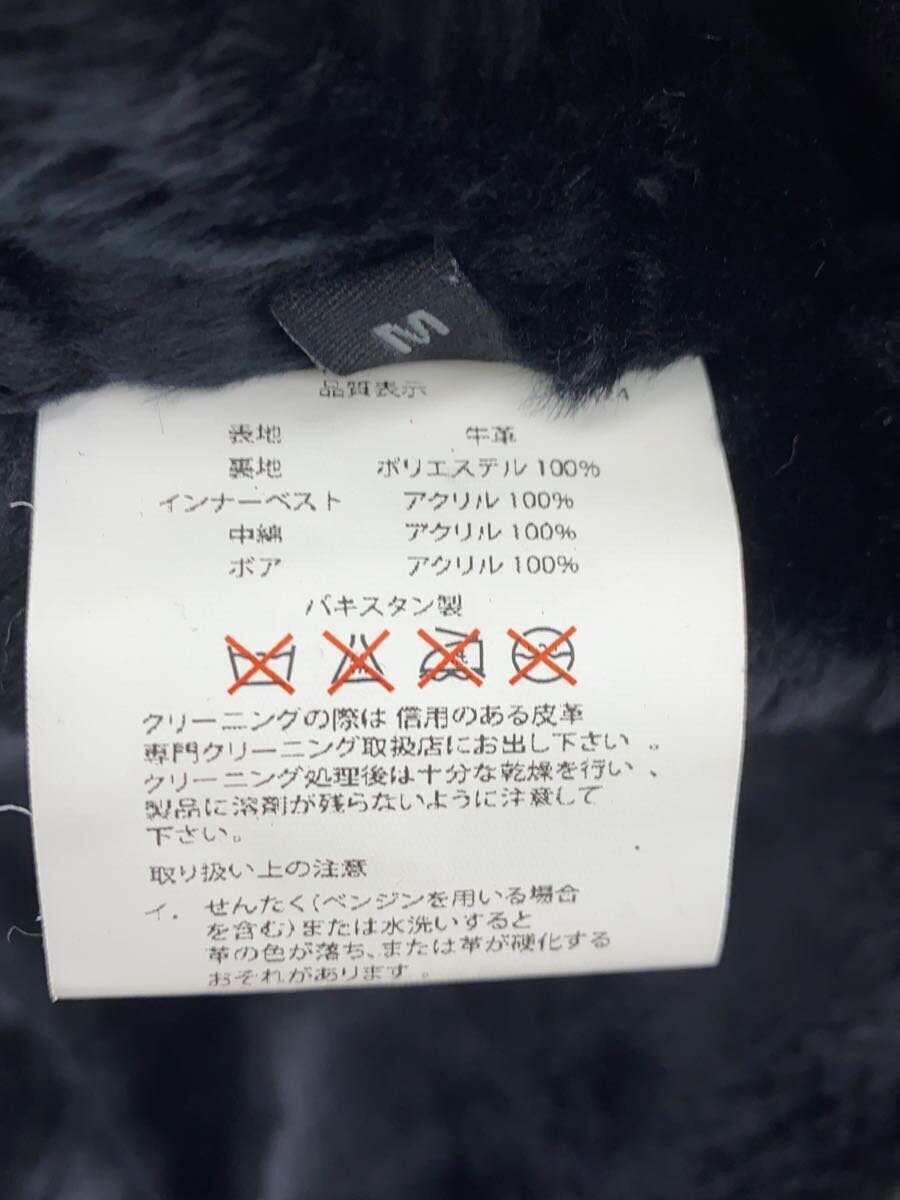 M
品質表示
表地 牛革
裏地 ポリエステル 100%
インナーベスト アクリル 100%
中綿 アクリル 100%
ボア アクリル 100%
パキスタン製
クリーニングの際は 信用のある皮革
専門クリーニング取扱店にお出し下さい 。
クリーニング処理後は十分な乾燥を行い 、
製品に溶剤が残らないように注意して
下さい。
取り扱い上の注意
イ. せんたく(ベンジンを用いる場合
を含む)または水洗いすると
革の色が落ち、または革が硬化する
おそれがあります 。